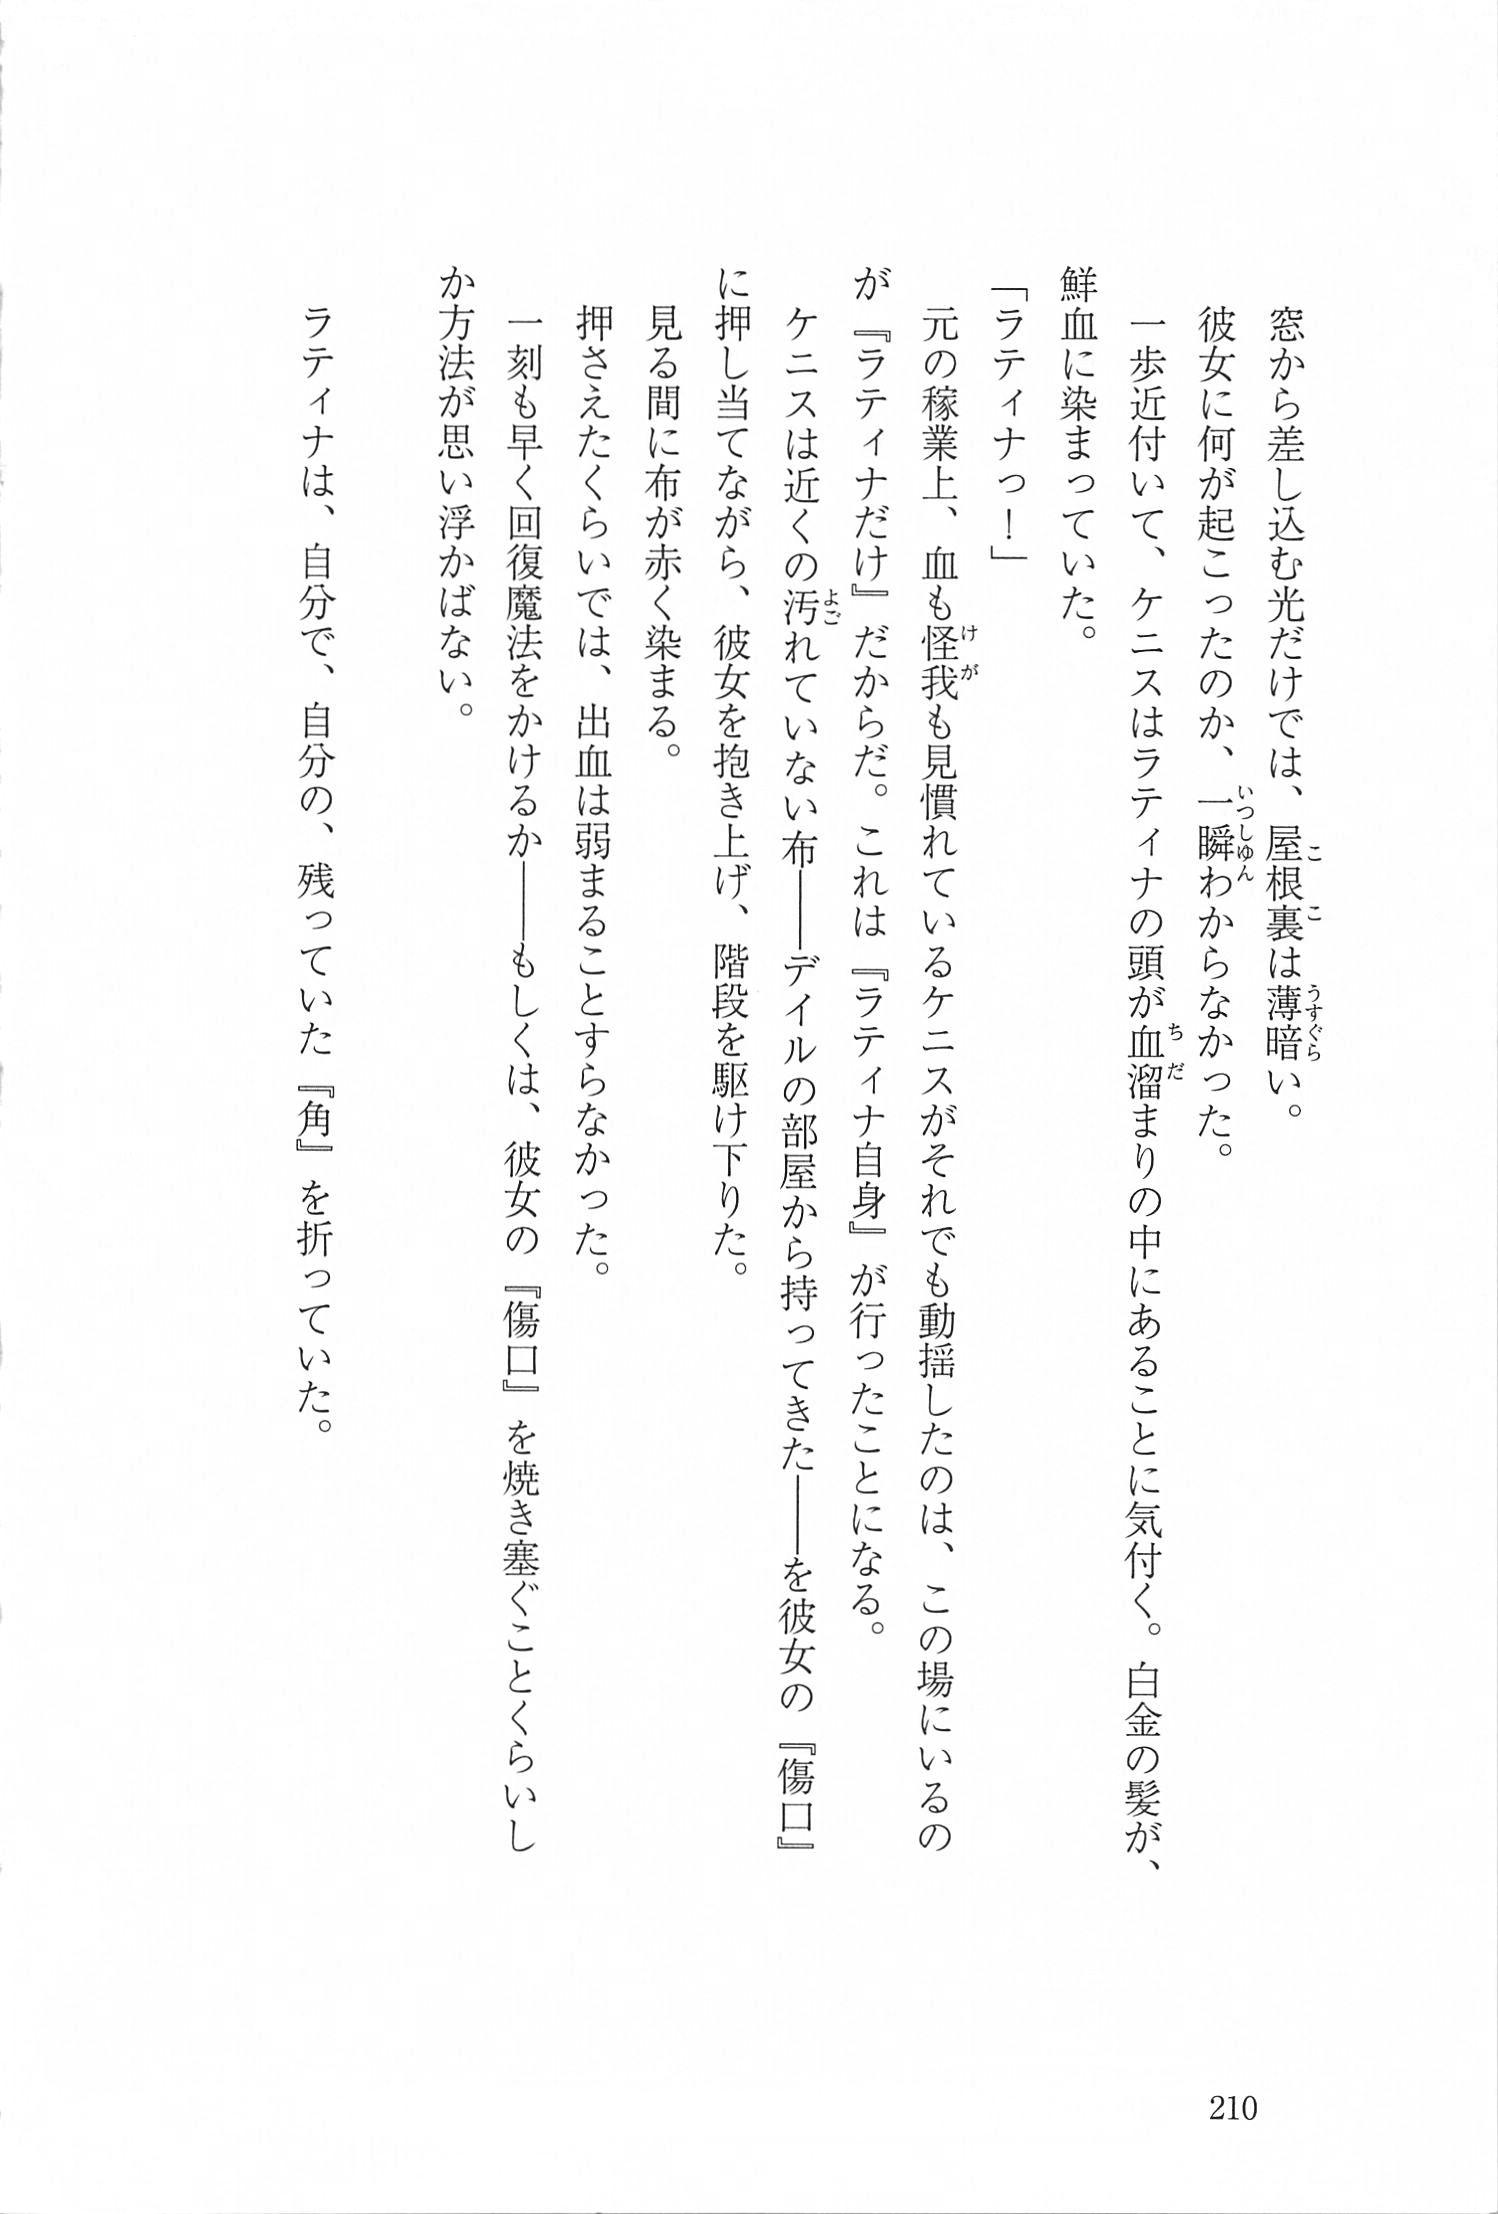 窓から差し込む光だけでは、屋根裏は薄暗い。
彼女に何が起こったのか、一瞬わからなかった。
一歩近付いて、ケニスはラティナの頭が血溜まりの中にあることに気付く。白金の髪が、
鮮血に染まっていた。
「ラティナっ！」
元の稼業上、血も怪我も見慣れているケニスがそれでも動揺したのは、この場にいるの
が『ラティナだけ』だからだ。これは『ラティナ自身』が行ったことになる。
ケニスは近くの汚れていない布――デイルの部屋から持ってきた――を彼女の『傷口』
に押し当てながら、彼女を抱き上げ、階段を駆け下りた。
見る間に布が赤く染まる。
押さえたくらいでは、出血は弱まることすらなかった。
一刻も早く回復魔法をかけるか――もしくは、彼女の『傷口』を焼き塞ぐことくらいし
か方法が思い浮かばない。
ラティナは、自分で、自分の、残っていた『角』を折っていた。
210